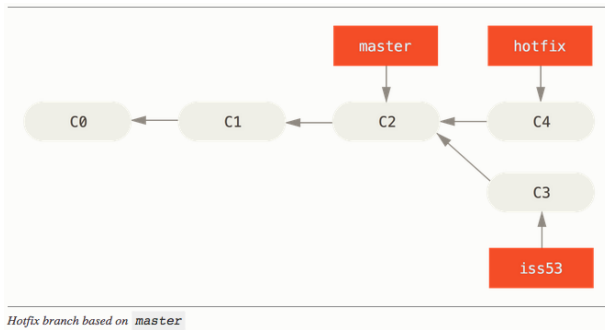 master hotfix
C0 C1 C2 C4
C3
iss53
Hotfix branch based on master